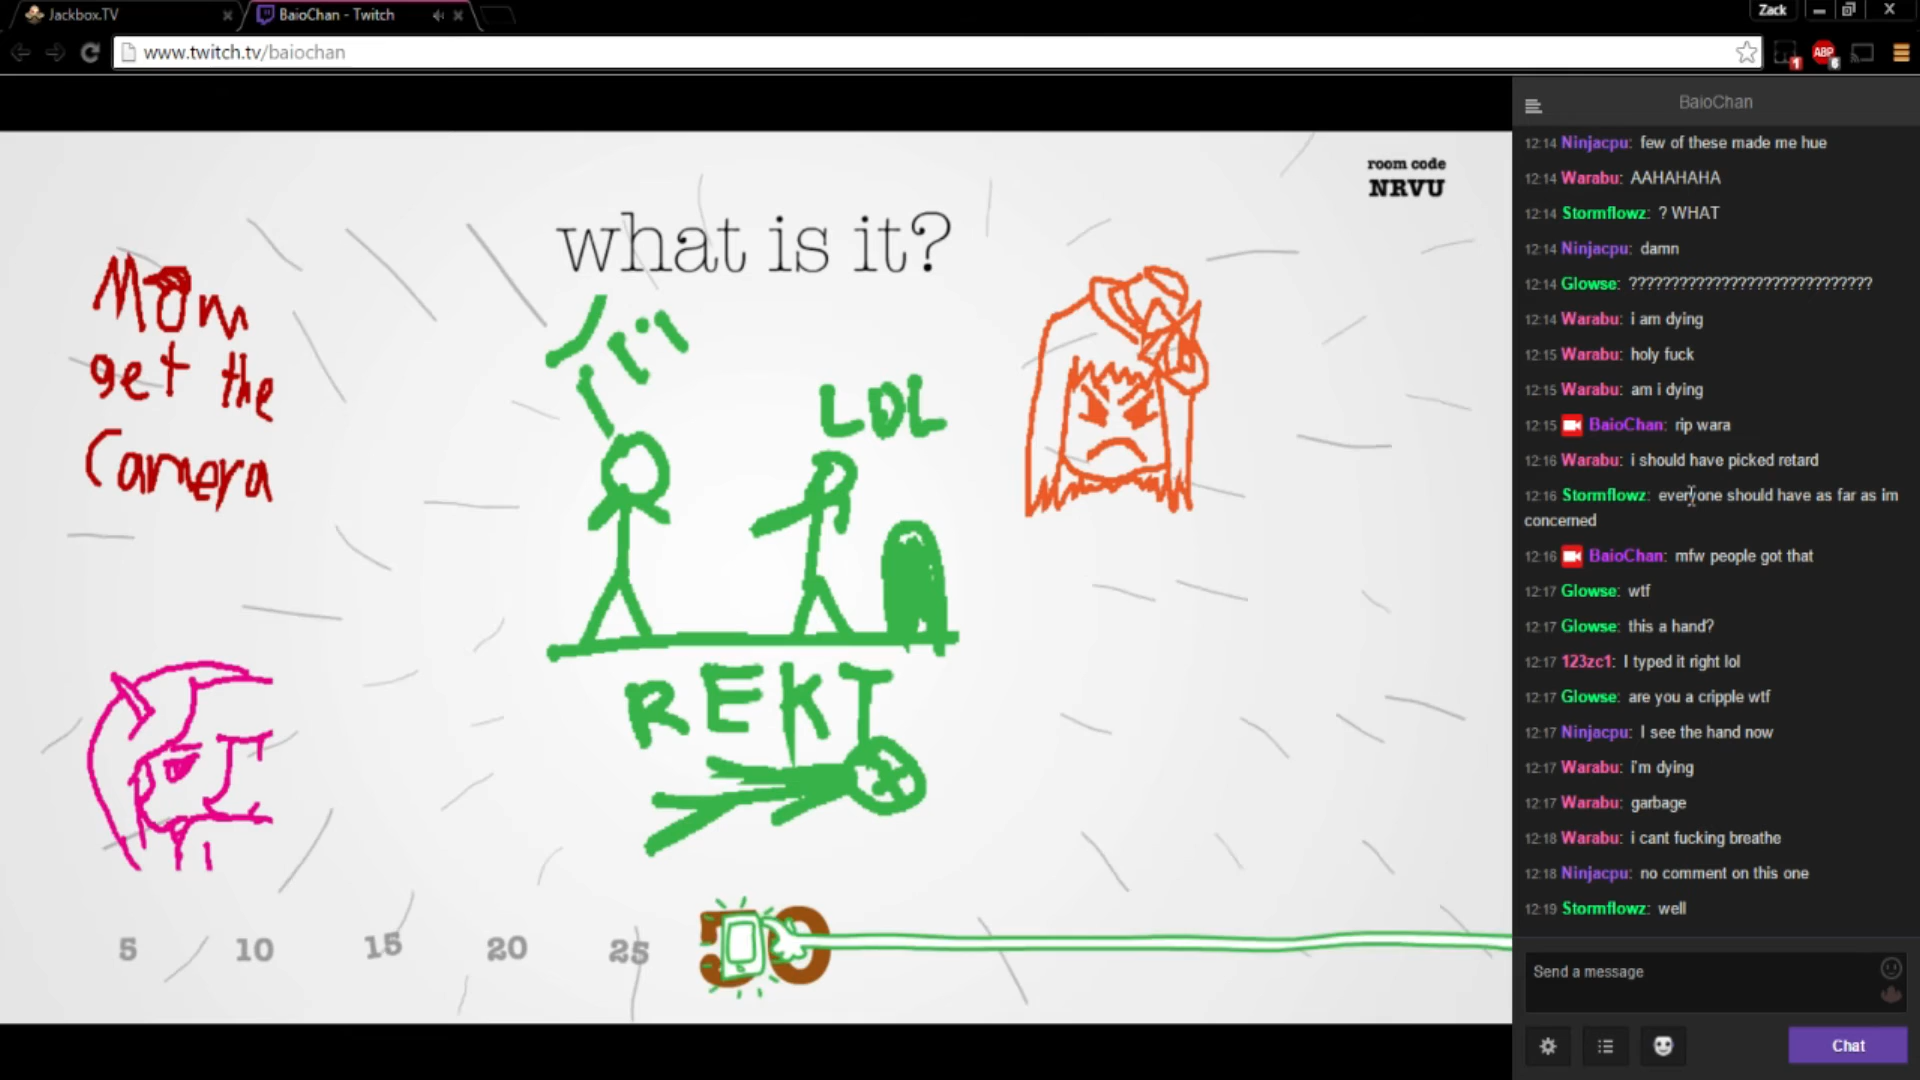 Jackbox.TV
BaioChan - Twitch
Zack
www.twitch.tv/baiochan
1
ABP
6
BaioChan
room code
NRVU
what is it?
Mom
get the
Camera
LOL
REKT
5
10
15
20
25
30
12:14 Ninjacpu: few of these made me hue
12:14 Warabu: AAHAHAHA
12:14 Stormflowz: ? WHAT
12:14 Ninjacpu: damn
12:14 Glowse: ????????????????????????????
12:14 Warabu: i am dying
12:15 Warabu: holy fuck
12:15 Warabu: am i dying
12:15 BaioChan: rip wara
12:16 Warabu: i should have picked retard
12:16 Stormflowz: everyone should have as far as im
concerned
12:16 BaioChan: mfw people got that
12:17 Glowse: wtf
12:17 Glowse: this a hand?
12:17 123zc1: I typed it right lol
12:17 Glowse: are you a cripple wtf
12:17 Ninjacpu: I see the hand now
12:17 Warabu: i'm dying
12:17 Warabu: garbage
12:18 Warabu: i cant fucking breathe
12:18 Ninjacpu: no comment on this one
12:19 Stormflowz: well
Send a message
Chat